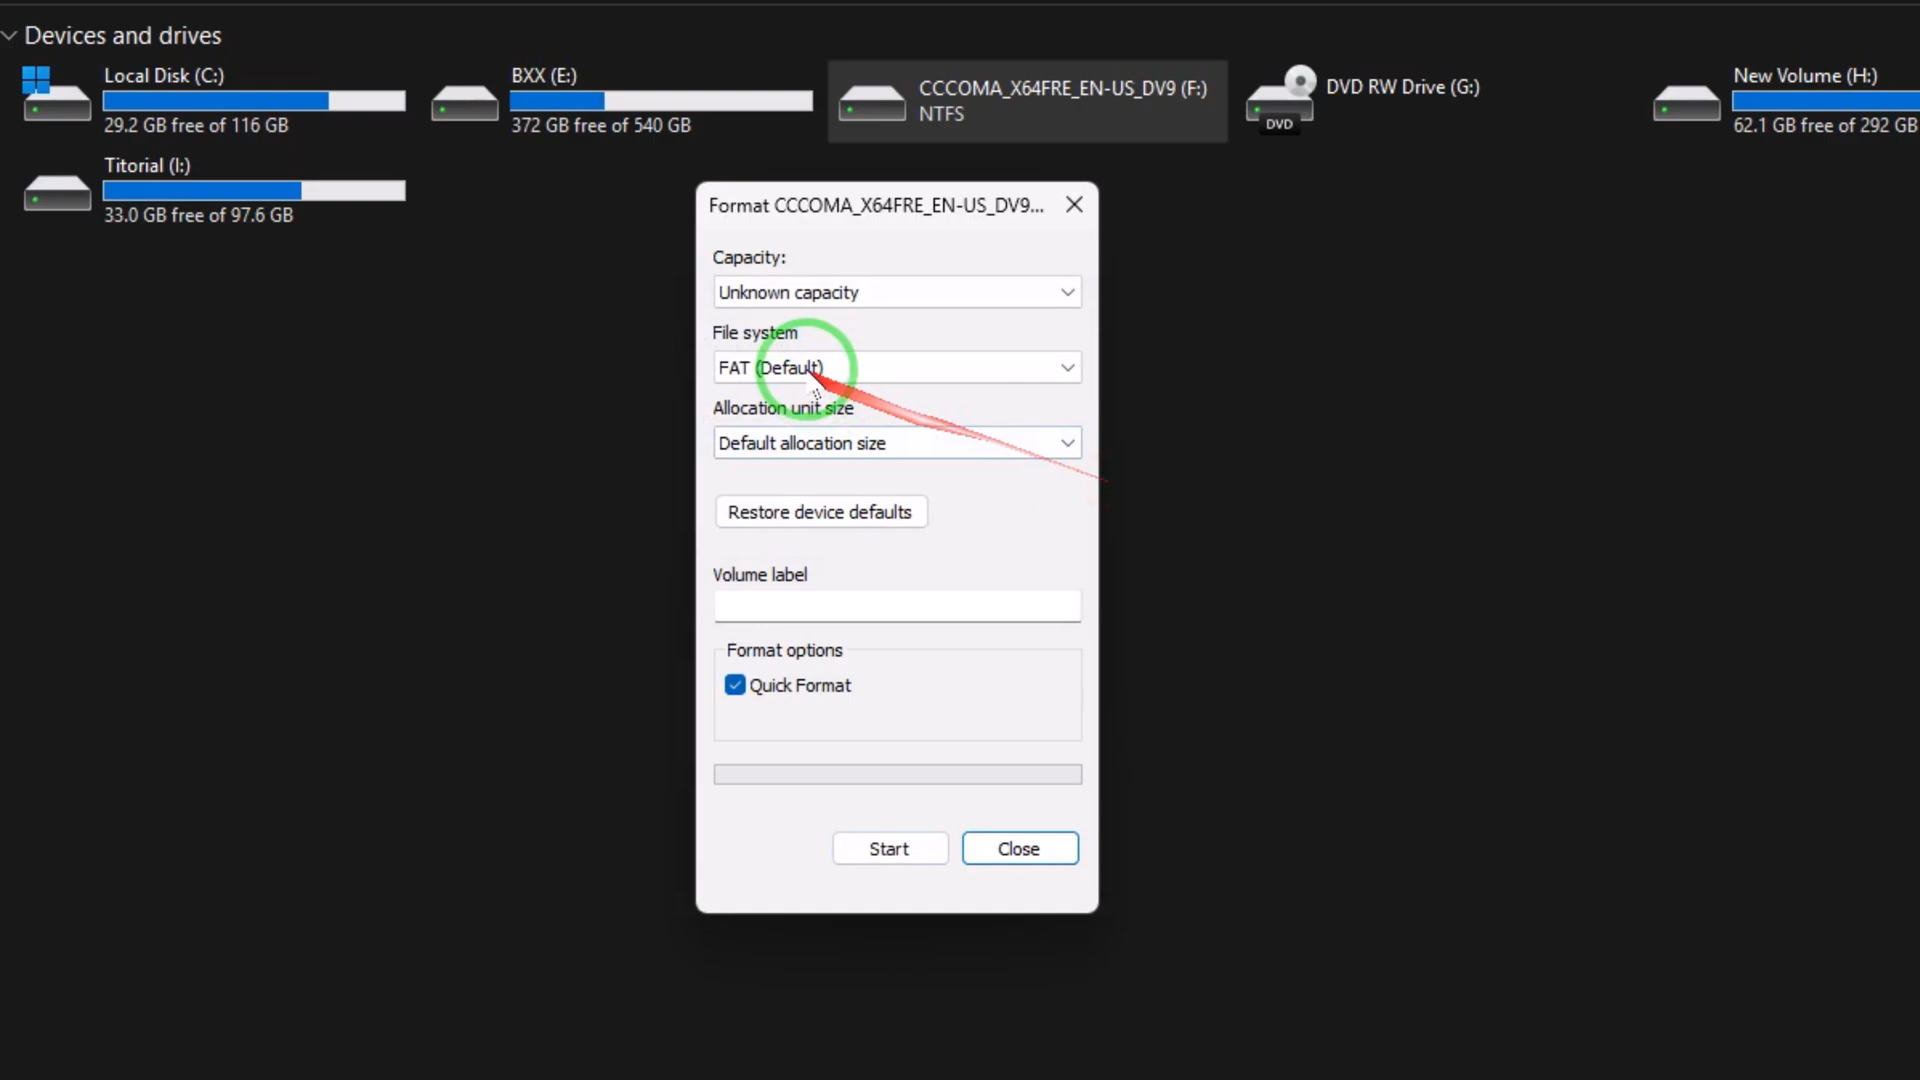 Devices and drives
Local Disk (C:)
29.2 GB free of 116 GB
BXX (E:)
372 GB free of 540 GB
CCCOMA_X64FRE_EN-US_DV9 (F:)
NTFS
DVD RW Drive (G:)
DVD
New Volume (H:)
62.1 GB free of 292 GB
Titorial (I:)
33.0 GB free of 97.6 GB
Format CCCOMA_X64FRE_EN-US_DV9...
Capacity:
Unknown capacity
File system
FAT (Default)
Allocation unit size
Default allocation size
Restore device defaults
Volume label
Format options
Quick Format
Start
Close